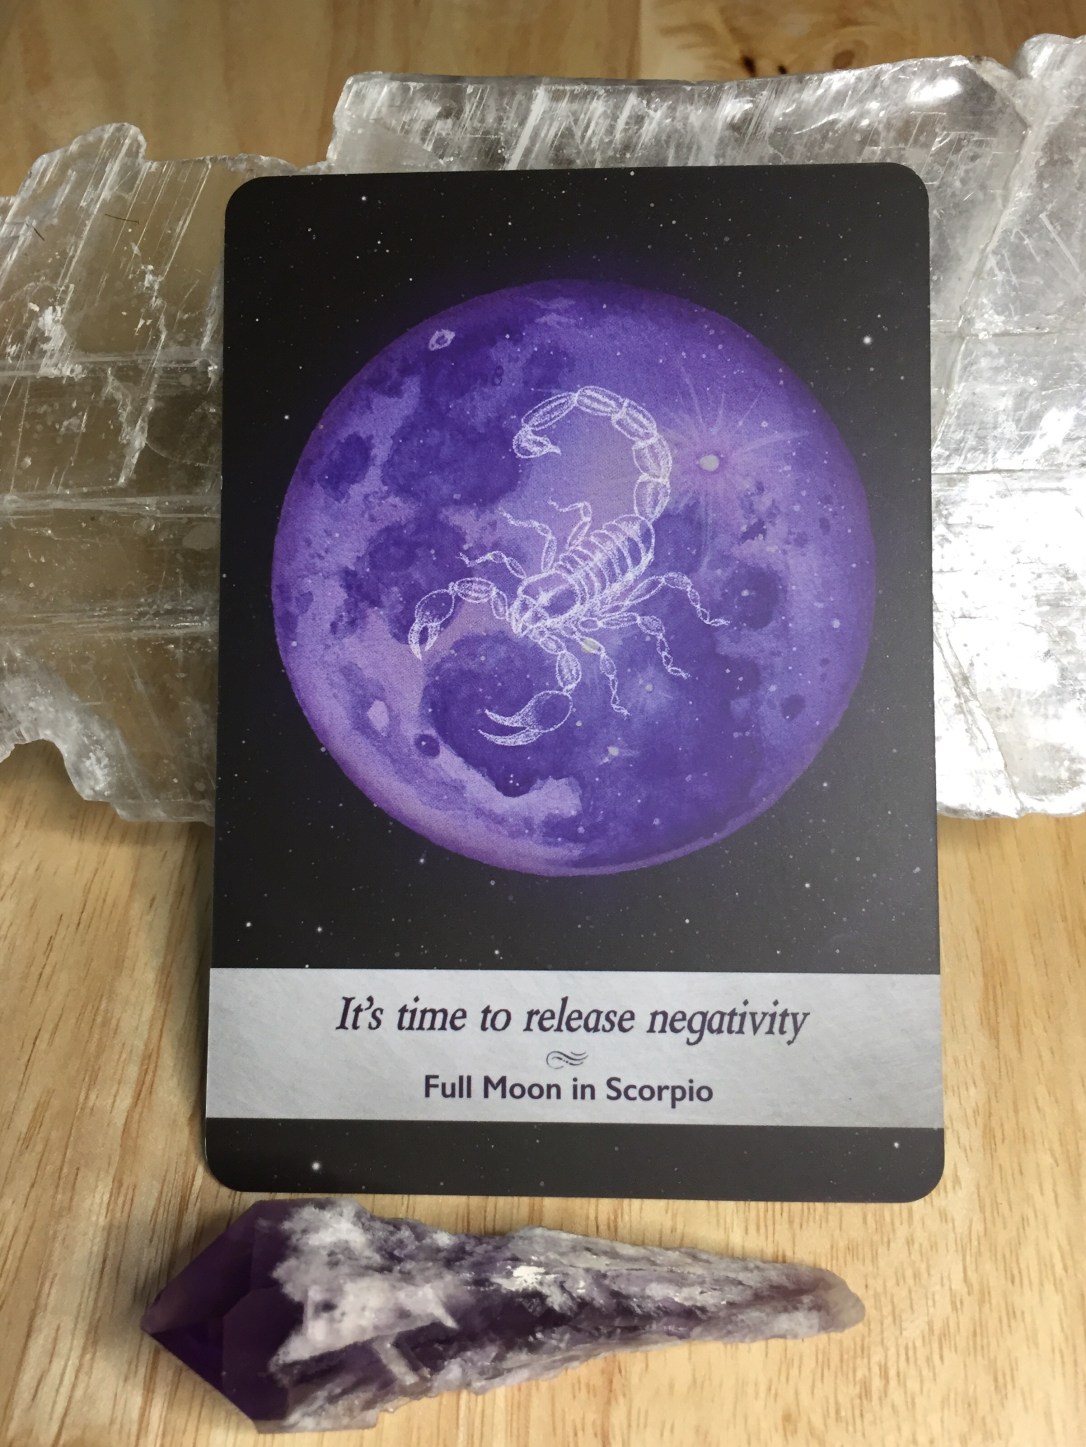 It's time to release negativity
Full Moon in Scorpio